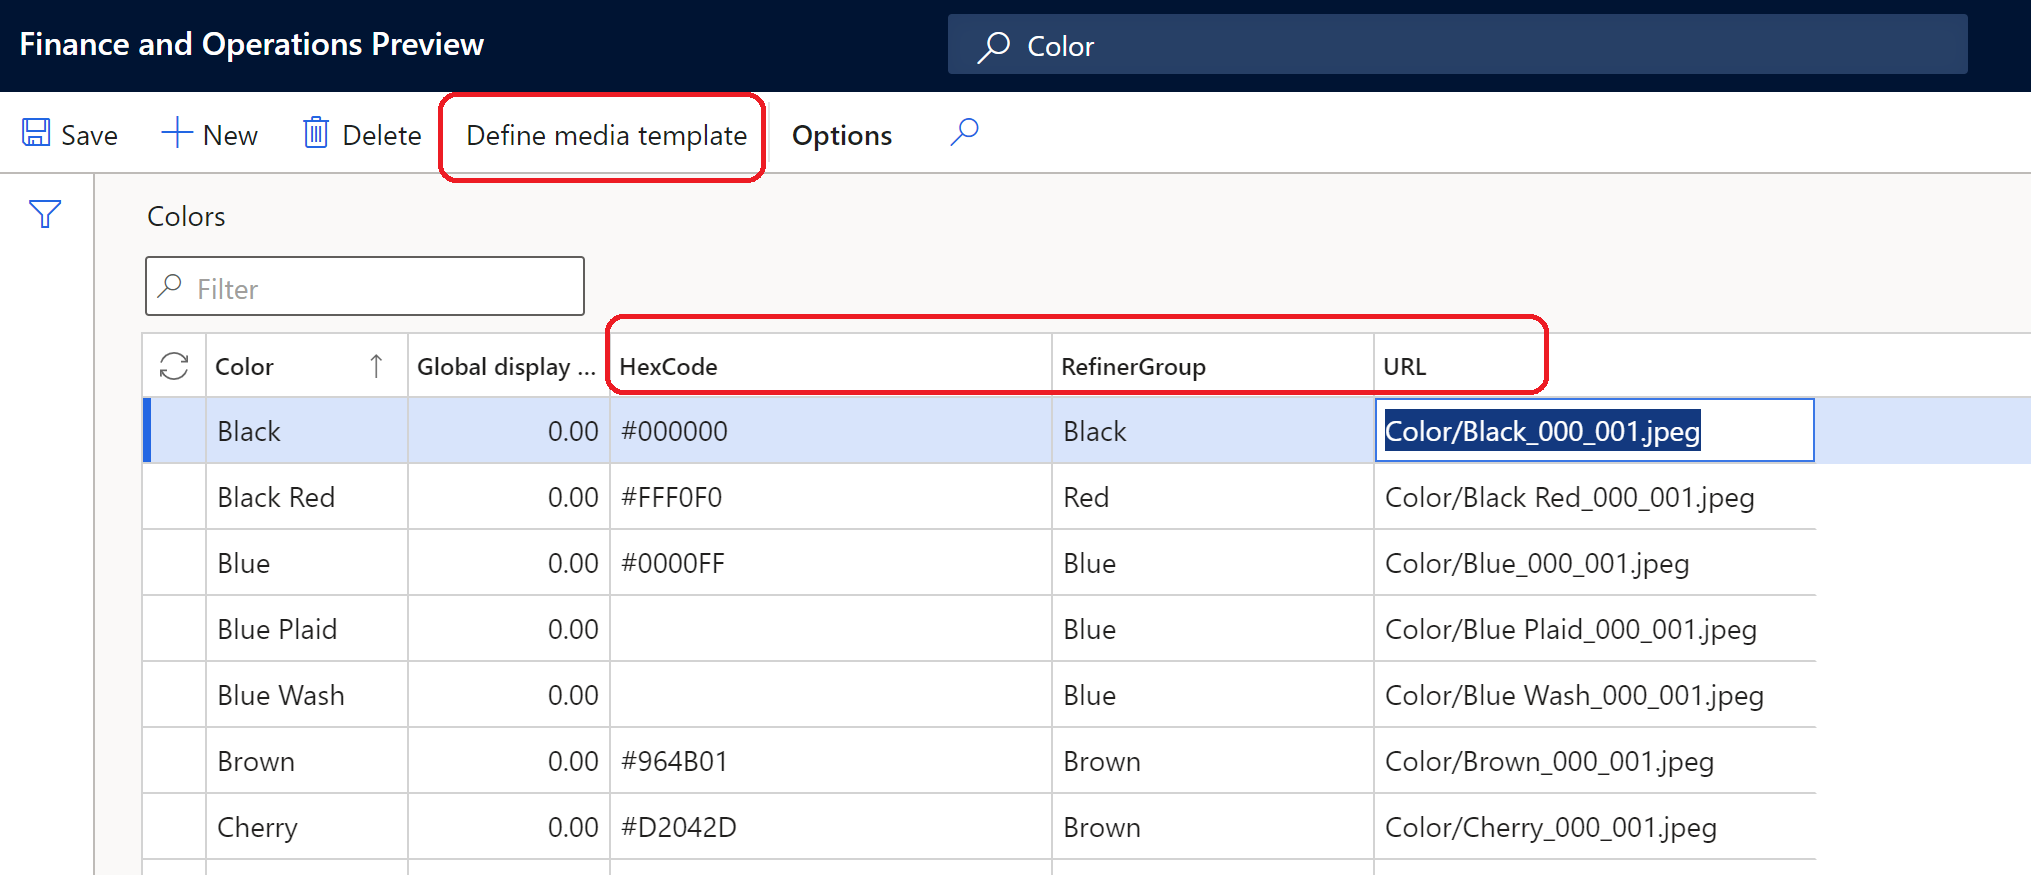 Finance and Operations Preview
Color
Save New Delete Define media template Options
Colors
Filter
Color Global display ... HexCode RefinerGroup URL
Black 0.00 #000000 Black Color/Black_000_001.jpeg
Black Red 0.00 #FFF0F0 Red Color/Black Red_000_001.jpeg
Blue 0.00 #0000FF Blue Color/Blue_000_001.jpeg
Blue Plaid 0.00 Blue Color/Blue Plaid_000_001.jpeg
Blue Wash 0.00 Blue Color/Blue Wash_000_001.jpeg
Brown 0.00 #964B01 Brown Color/Brown_000_001.jpeg
Cherry 0.00 #D2042D Brown Color/Cherry_000_001.jpeg